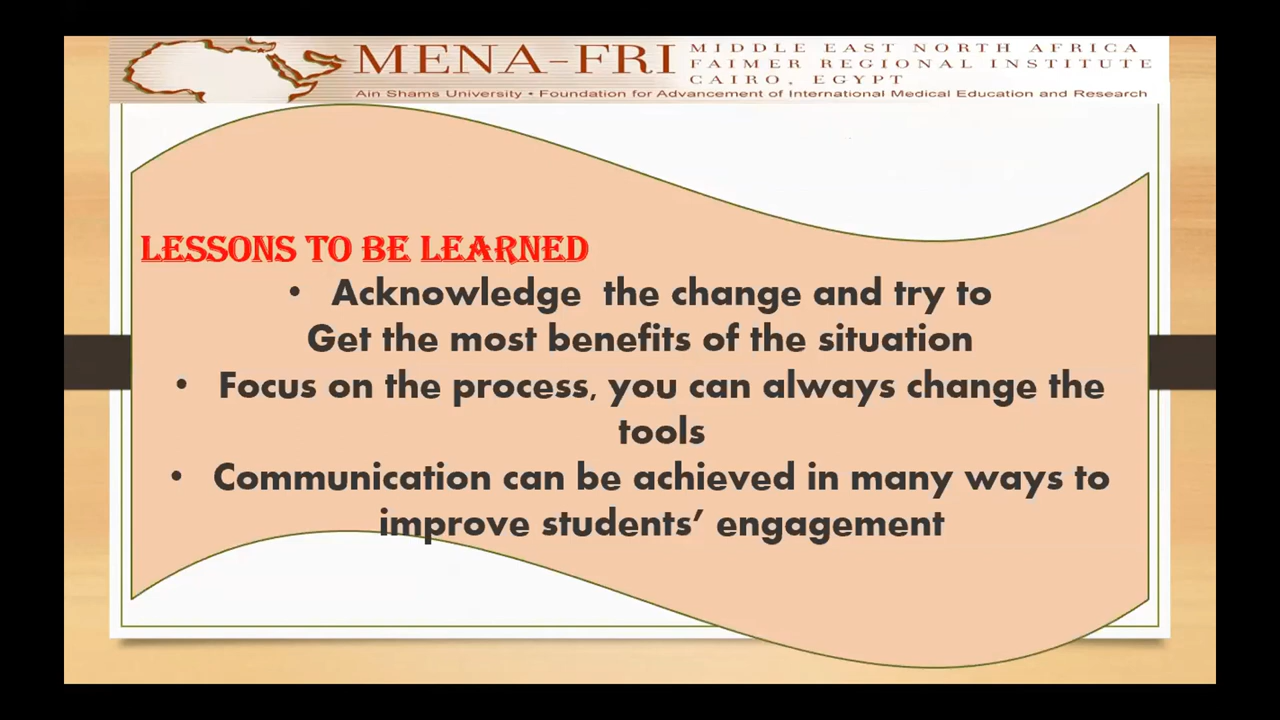 MENA-FRI
MIDDLE EAST NORTH AFRICA
FAIMER REGIONAL INSTITUTE
CAIRO, EGYPT
Ain Shams University • Foundation for Advancement of International Medical Education and Research
LESSONS TO BE LEARNED
• Acknowledge the change and try to
Get the most benefits of the situation
• Focus on the process, you can always change the
tools
• Communication can be achieved in many ways to
improve students’ engagement